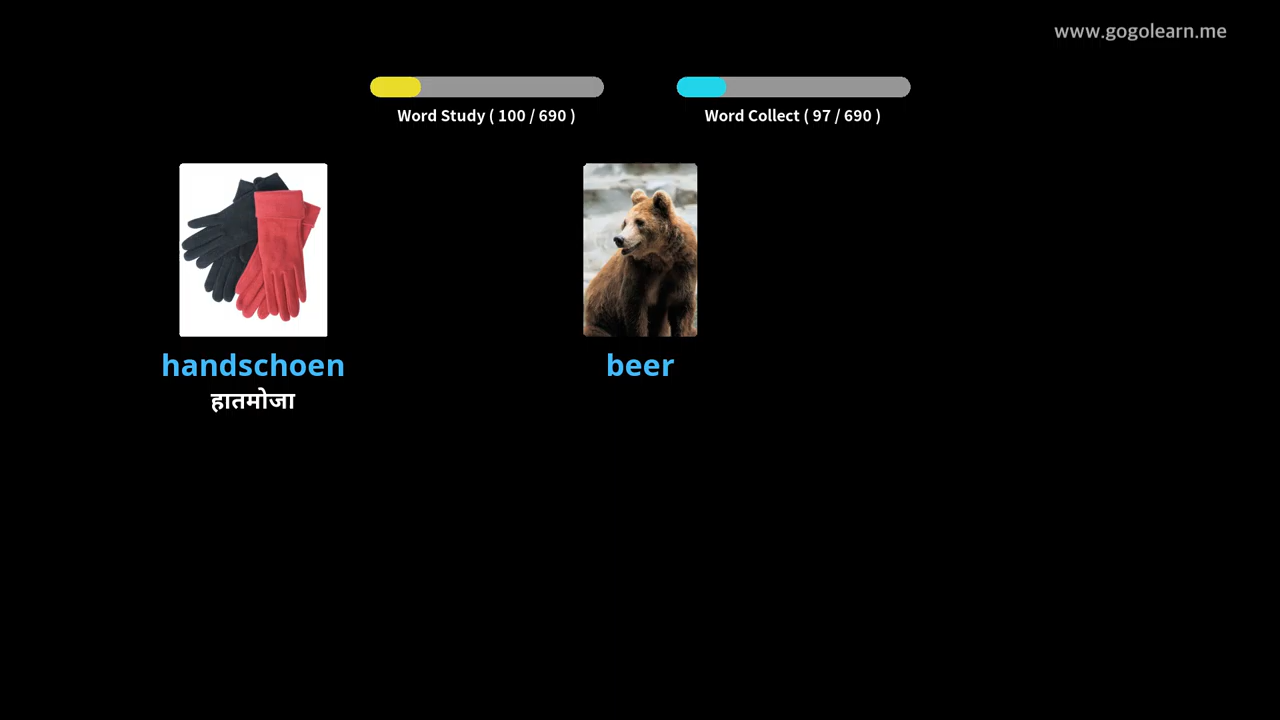 www.gogolearn.me
Word Study ( 100 / 690 )
Word Collect ( 97 / 690 )
handschoen
हातमोजा
beer